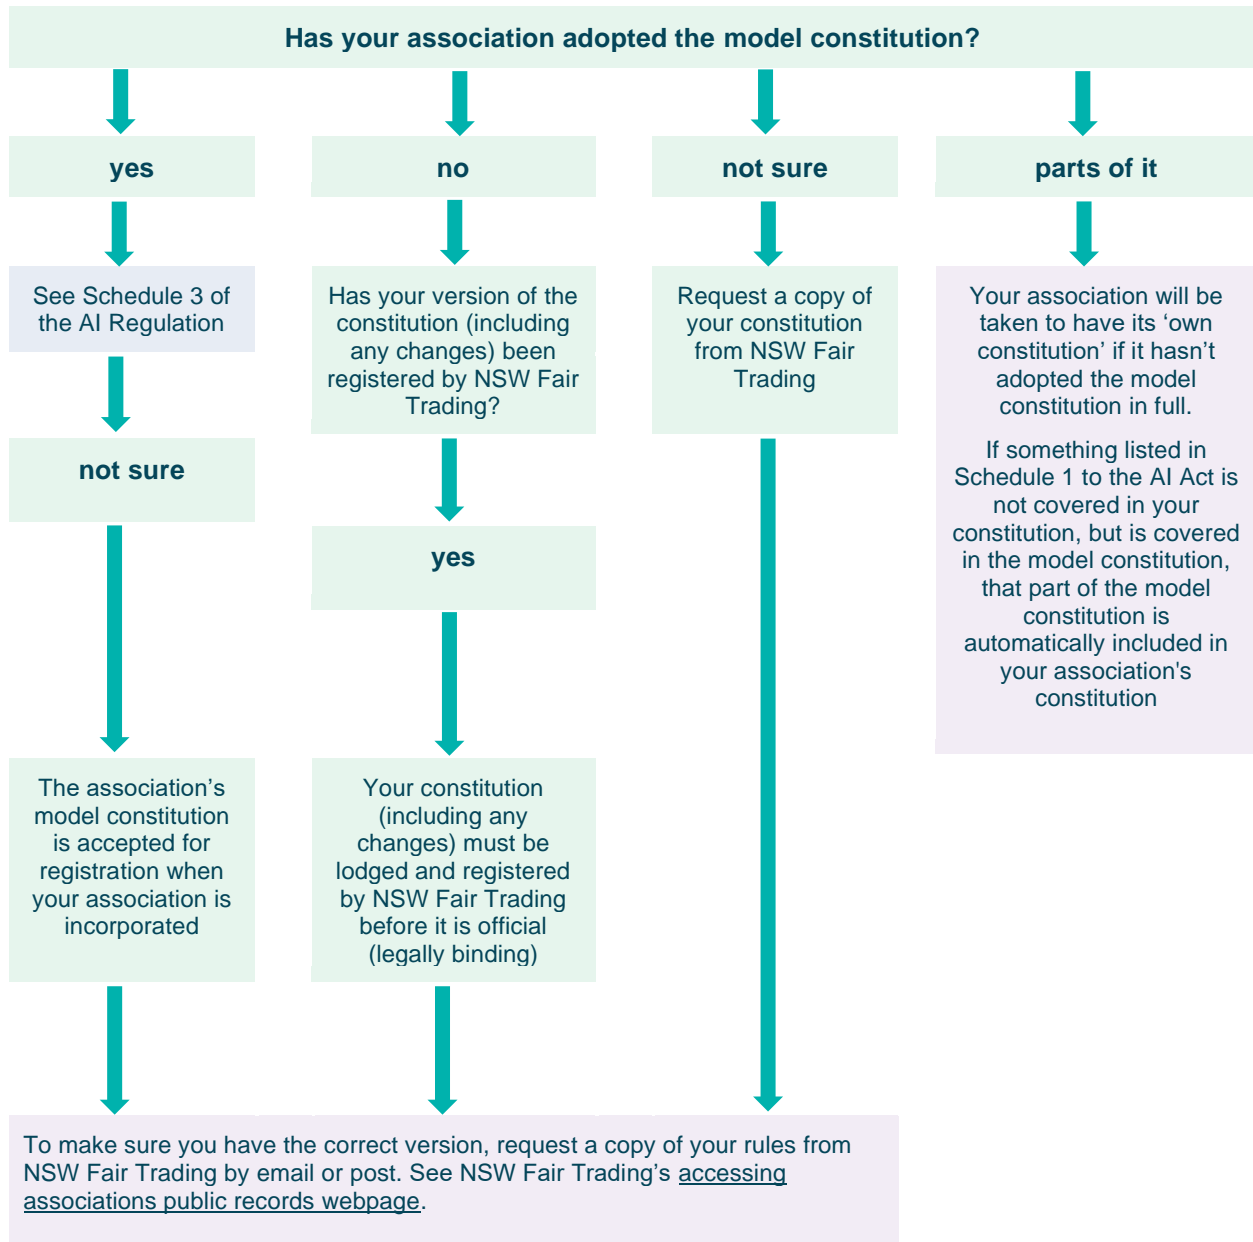 Has your association adopted the model constitution?
yes
no
not sure
parts of it
See Schedule 3 of
the AI Regulation
Has your version of the
constitution (including
any changes) been
registered by NSW Fair
Trading?
Request a copy of
your constitution
from NSW Fair
Trading
Your association will be
taken to have its ‘own
constitution’ if it hasn’t
adopted the model
constitution in full.
If something listed in
Schedule 1 to the AI Act is
not covered in your
constitution, but is covered
in the model constitution,
that part of the model
constitution is
automatically included in
your association's
constitution
not sure
yes
The association’s
model constitution
is accepted for
registration when
your association is
incorporated
Your constitution
(including any
changes) must be
lodged and registered
by NSW Fair Trading
before it is official
(legally binding)
To make sure you have the correct version, request a copy of your rules from
NSW Fair Trading by email or post. See NSW Fair Trading’s accessing
associations public records webpage.